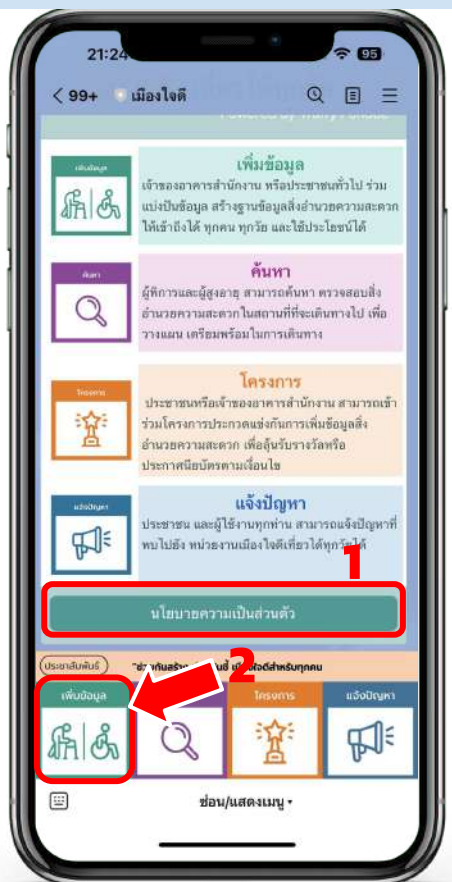 21:24
95
99+
เมืองใจดี
เพิ่มข้อมูล
เพิ่มข้อมูล
เจ้าของอาคารสำนักงาน หรือประชาชนทั่วไป ร่วม
แบ่งปันข้อมูล สร้างฐานข้อมูลสิ่งอำนวยความสะดวก
ให้เข้าถึงได้ ทุกคน ทุกวัย และใช้ประโยชน์ได้
ค้นหา
ค้นหา
ผู้พิการและผู้สูงอายุ สามารถค้นหา ตรวจสอบสิ่ง
อำนวยความสะดวกในสถานที่ที่จะเดินทางไป เพื่อ
วางแผน เตรียมพร้อมในการเดินทาง
โครงการ
โครงการ
ประชาชนหรือเจ้าของอาคารสำนักงาน สามารถเข้า
ร่วมโครงการประกวดแข่งกันการเพิ่มข้อมูลสิ่ง
อำนวยความสะดวก เพื่อลุ้นรับรางวัลหรือ
ประกาศนียบัตรตามเงื่อนไข
แจ้งปัญหา
แจ้งปัญหา
ประชาชน และผู้ใช้งานทุกท่าน สามารถแจ้งปัญหาที่
พบไปยัง หน่วยงานเมืองใจดีเที่ยวได้ทุกวัยได้
1
นโยบายความเป็นส่วนตัว
ประชาสัมพันธ์
ใจดีสำหรับทุกคน
2
เพิ่มข้อมูล
โครงการ
แจ้งปัญหา
ซ่อน/แสดงเมนู